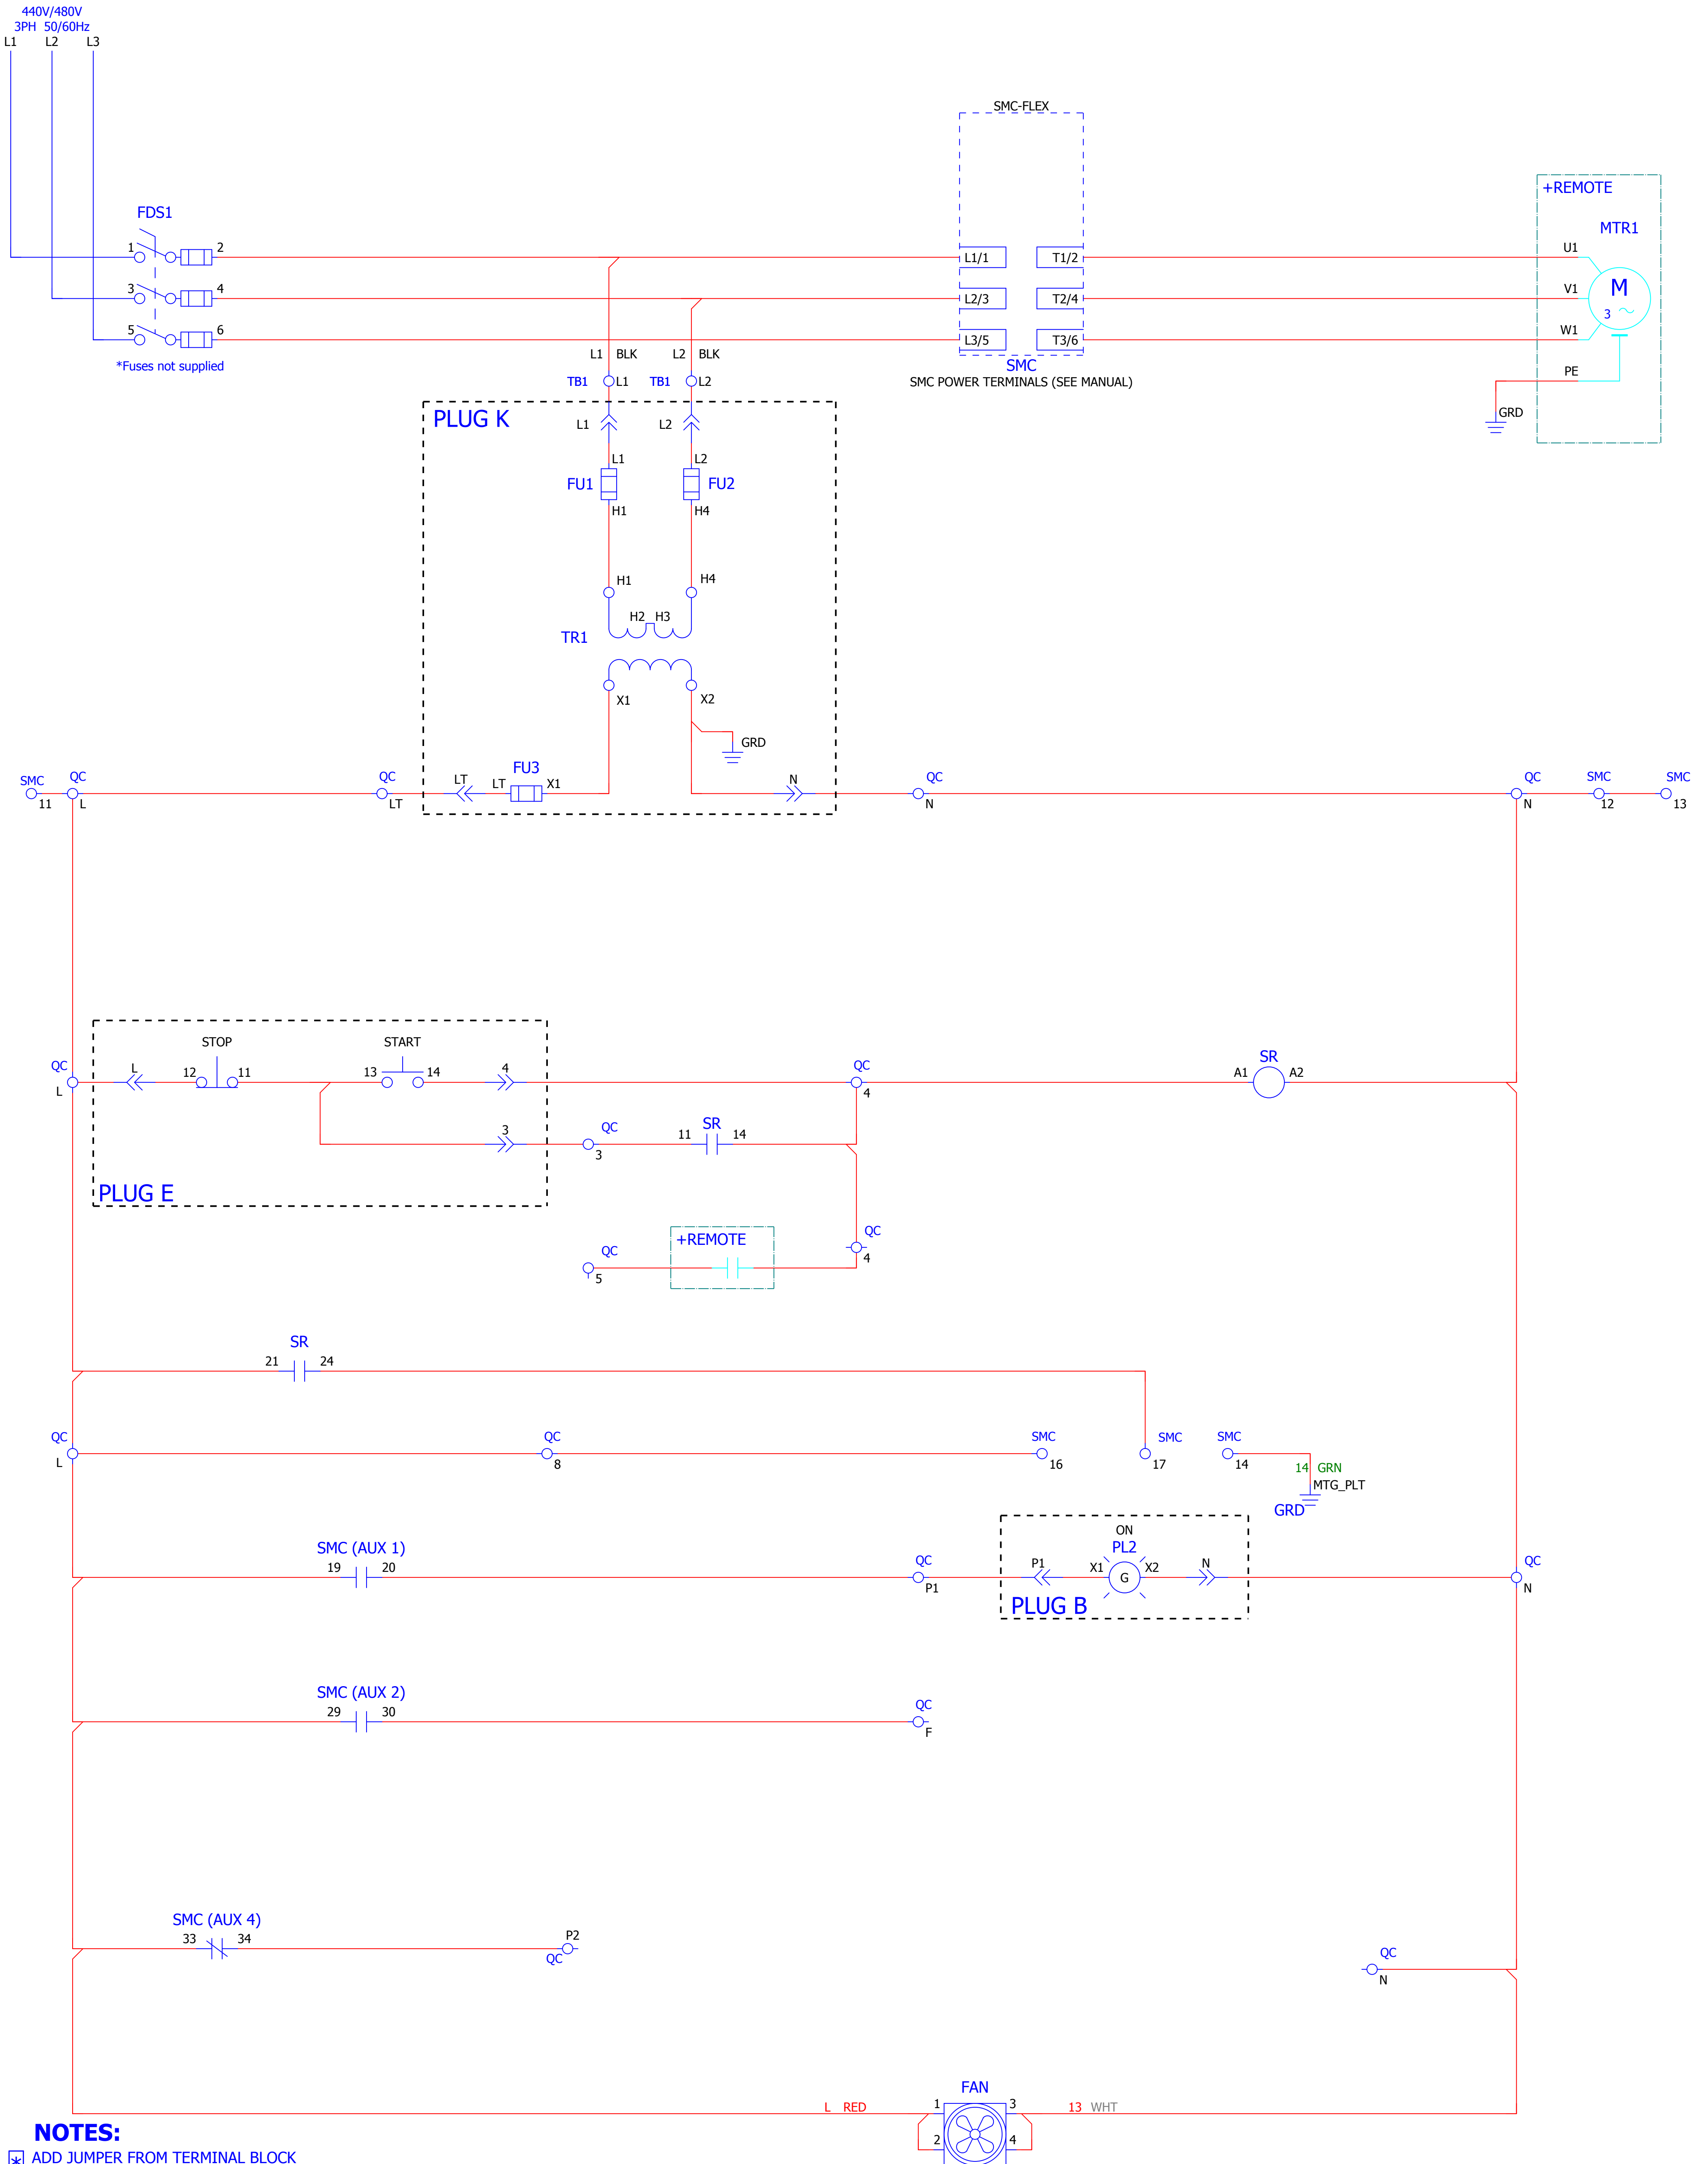 440V/480V
3PH 50/60Hz
L1 L2 L3
SMC-FLEX
+REMOTE
FDS1
MTR1
1 2
L1/1 T1/2
U1
3 4
L2/3 T2/4
V1
M
3
5 6
L3/5 T3/6
W1
*Fuses not supplied
L1 BLK L2 BLK
SMC
SMC POWER TERMINALS (SEE MANUAL)
PE
TB1 L1 TB1 L2
GRD
PLUG K
L1 L2
L1 L2
FU1 FU2
H1 H4
H1 H4
H2 H3
TR1
X1 X2
GRD
SMC QC QC LT LT FU3 X1 N QC QC SMC SMC
11 L LT N N 12 13
STOP START
QC L 12 11 13 14 4 QC SR
L 4 A1 A2
3 QC SR
3 11 14
PLUG E
QC +REMOTE QC
5 4
SR
21 24
QC QC SMC SMC SMC
L 8 16 17 14
14 GRN
MTG_PLT
GRD
ON
SMC (AUX 1) PL2
19 20 QC P1 X1 G X2 N QC
P1 N
PLUG B
SMC (AUX 2)
29 30 QC
F
SMC (AUX 4)
33 34 P2
QC
QC
N
FAN
L RED 1 3 13 WHT
2 4
NOTES:
* ADD JUMPER FROM TERMINAL BLOCK